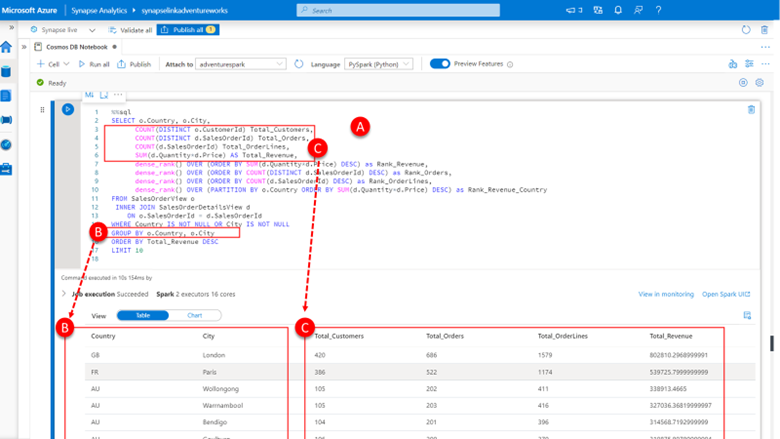 Microsoft Azure Synapse Analytics > synapselinkadventureworks Search
Synapse live Validate all Publish all 1
Cosmos DB Notebook
+ Cell Run all Publish Attach to adventurespark Language PySpark (Python) Preview Features
Ready
M↓
1 %%sql
2 SELECT o.Country, o.City,
3 COUNT(DISTINCT o.CustomerId) Total_Customers,
4 COUNT(DISTINCT d.SalesOrderId) Total_Orders,
5 COUNT(d.SalesOrderId) Total_OrderLines,
6 SUM(d.Quantity*d.Price) AS Total_Revenue,
7 dense_rank() OVER (ORDER BY SUM(d.Quantity*d.Price) DESC) as Rank_Revenue,
8 dense_rank() OVER (ORDER BY COUNT(DISTINCT d.SalesOrderId) DESC) as Rank_Orders,
9 dense_rank() OVER (ORDER BY COUNT(d.SalesOrderId) DESC) as Rank_OrderLines,
10 dense_rank() OVER (PARTITION BY o.Country ORDER BY SUM(d.Quantity*d.Price) DESC) as Rank_Revenue_Country
11 FROM SalesOrderView o
12 INNER JOIN SalesOrderDetailsView d
13 ON o.SalesOrderId = d.SalesOrderId
WHERE Country IS NOT NULL OR City IS NOT NULL
GROUP BY o.Country, o.City
ORDER BY Total_Revenue DESC
17 LIMIT 10
18
A
C
B
Command executed in 10s 154ms by
Job execution Succeeded Spark 2 executors 16 cores View in monitoring Open Spark UI
View Table Chart
B
C
Country City Total_Customers Total_Orders Total_OrderLines Total_Revenue
GB London 420 686 1579 802810.2968999991
FR Paris 386 522 1174 539725.7999999999
AU Wollongong 105 202 411 338913.4665
AU Warrnambool 105 203 416 327036.36819999997
AU Bendigo 104 201 396 314568.7192999999